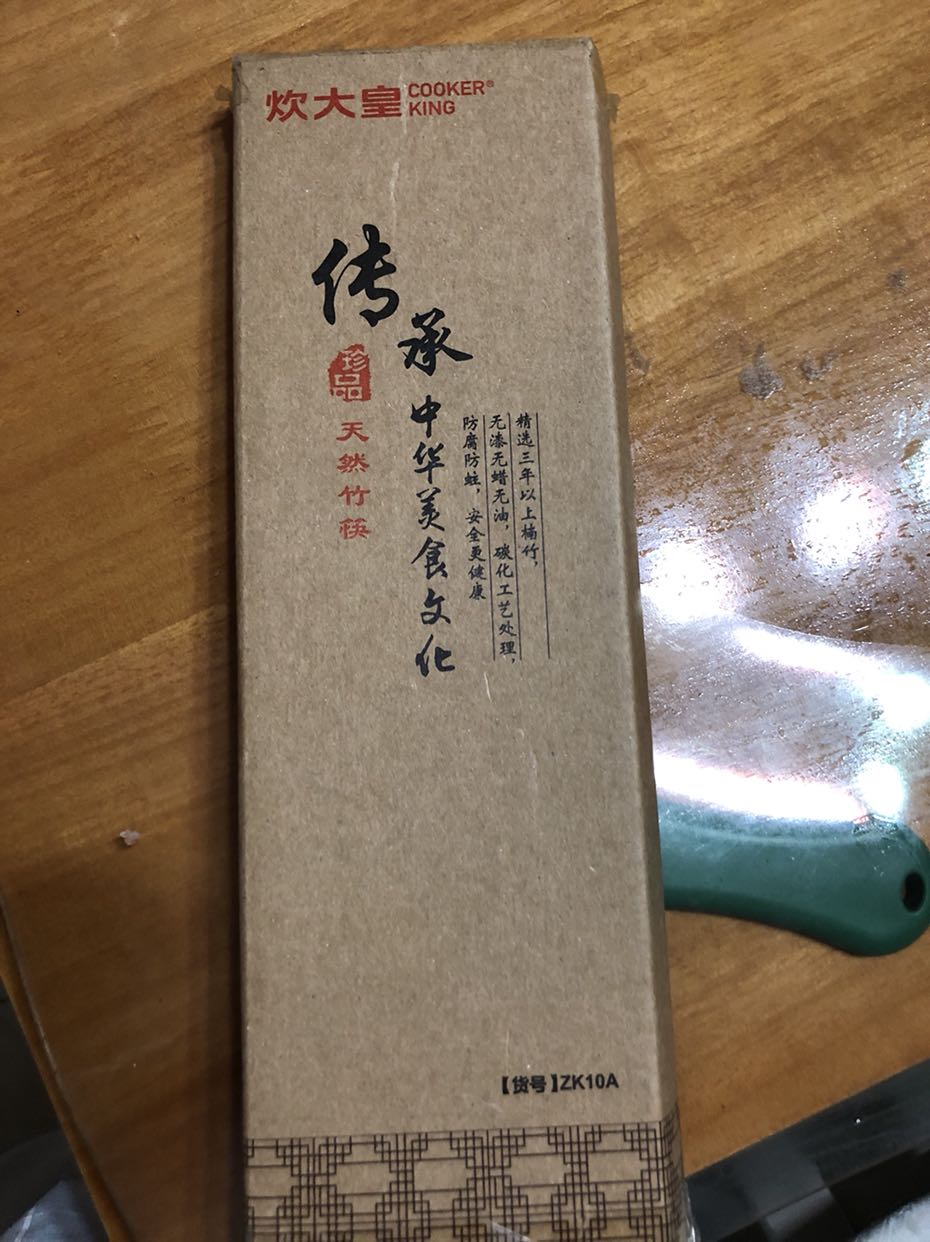 炊大皇 COOKER® KING
传承中华美食文化
珍品
天然竹筷
精选三年以上楠竹，
无漆无蜡无油，碳化工艺处理，
防腐防蛀，安全更健康
【货号】ZK10A